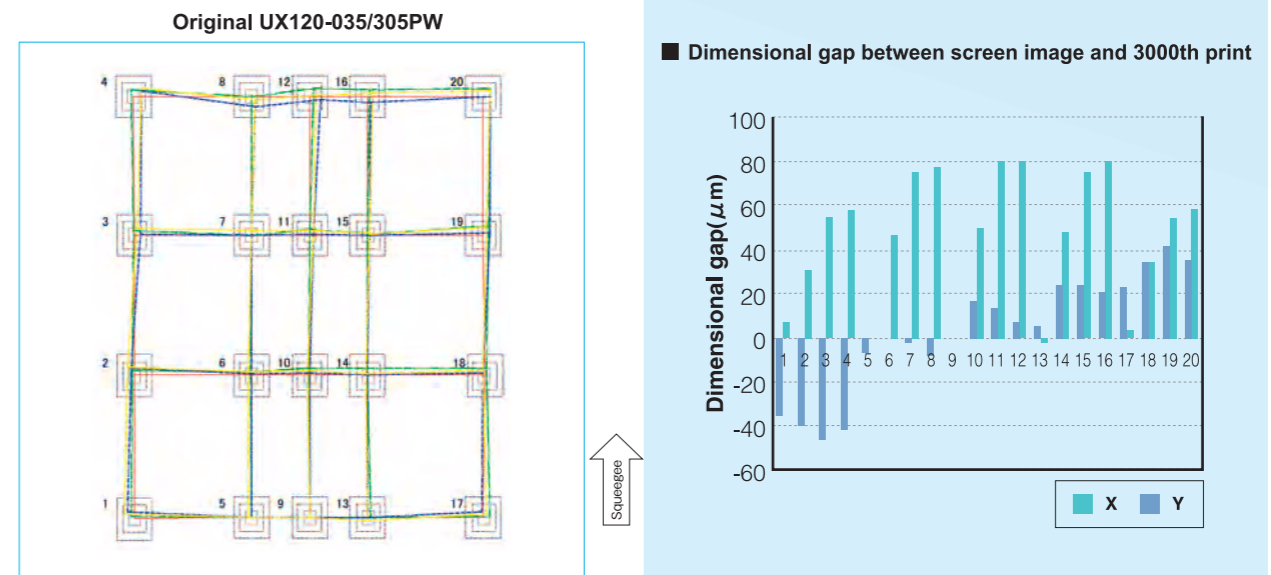 Original UX120-035/305PW
4 8 12 16 20
3 7 11 15 19
2 6 10 14 18
1 5 9 13 17
Squeegee
■ Dimensional gap between screen image and 3000th print
Dimensional gap(μm)
100
80
60
40
20
0
-20
-40
-60
1 2 3 4 5 6 7 8 9 10 11 12 13 14 15 16 17 18 19 20
X Y